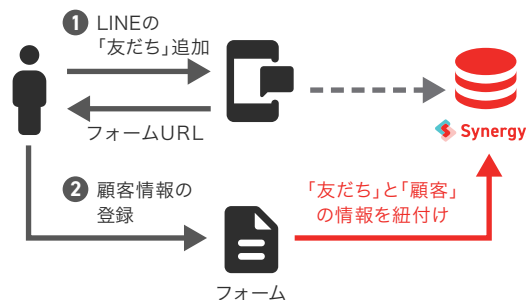 1 LINEの
「友だち」追加
フォームURL
Synergy
2 顧客情報の
登録
「友だち」と「顧客」
の情報を紐付け
フォーム